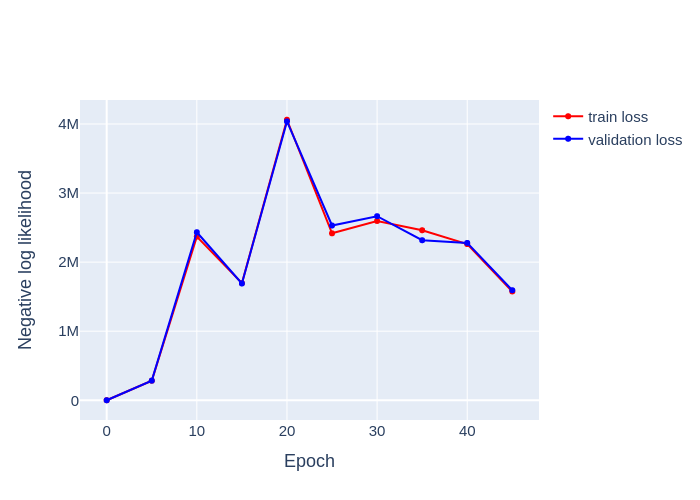 train loss
validation loss
4M
3M
2M
1M
0
0 10 20 30 40
Epoch
Negative log likelihood